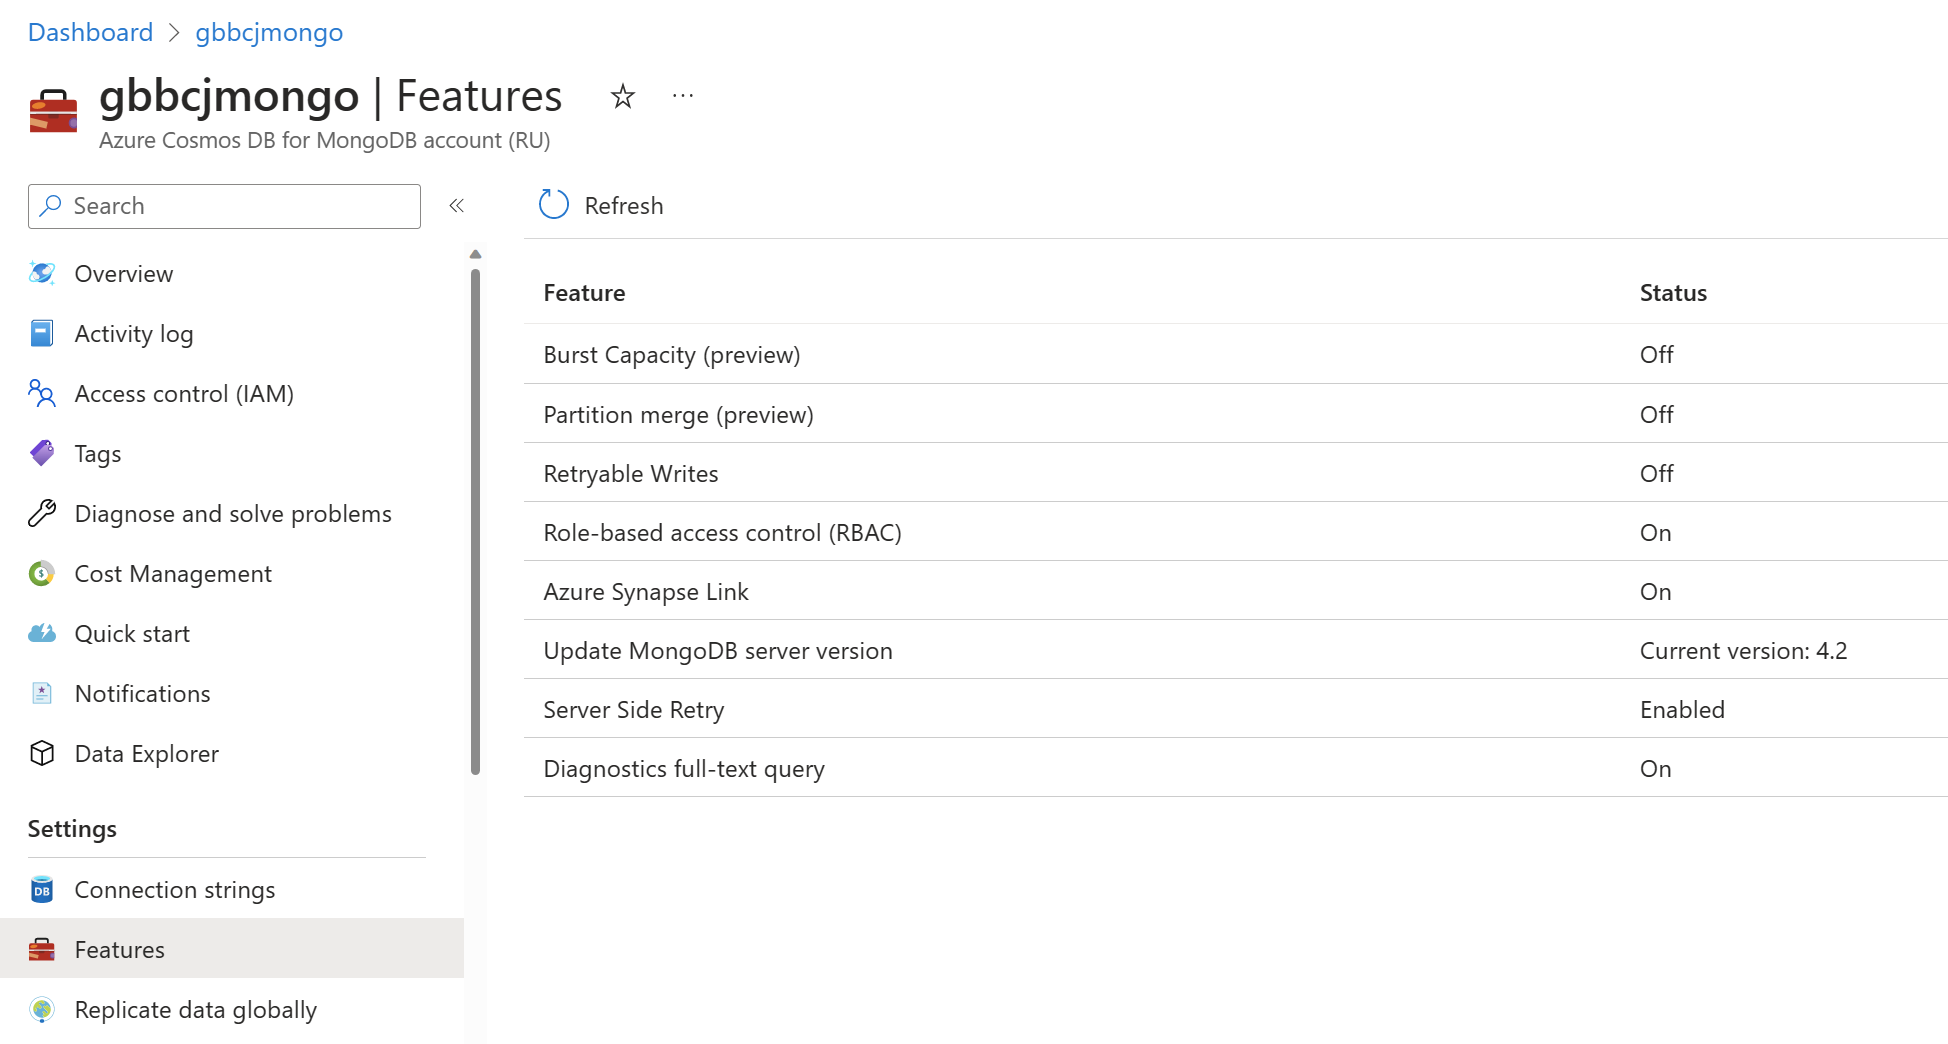 Dashboard > gbbcjmongo
gbbcjmongo | Features ☆ ...
Azure Cosmos DB for MongoDB account (RU)
Search «
Refresh
Overview
Activity log
Access control (IAM)
Tags
Diagnose and solve problems
Cost Management
Quick start
Notifications
Data Explorer
Settings
DB Connection strings
Features
Replicate data globally
Feature Status
Burst Capacity (preview) Off
Partition merge (preview) Off
Retryable Writes Off
Role-based access control (RBAC) On
Azure Synapse Link On
Update MongoDB server version Current version: 4.2
Server Side Retry Enabled
Diagnostics full-text query On